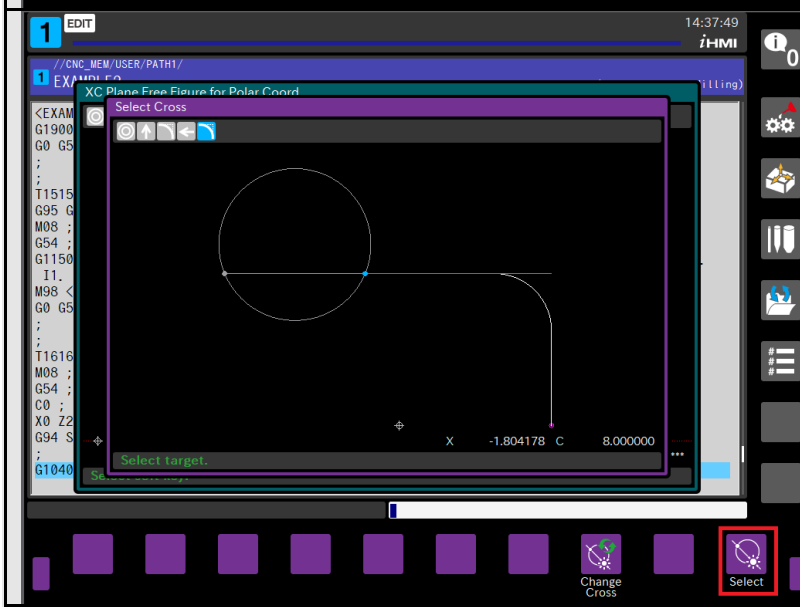 1 EDIT
14:37:49
iHMI
0
//CNC_MEM/USER/PATH1/
1
illing)
XC Plane Free Figure for Polar Coord
Select Cross
<EXAM
G1900
G0 G5
;
;
T1515
G95 G
M08 ;
G54 ;
G1150
I1.
M98 <
G0 G5
;
;
T1616
M08 ;
G54 ;
C0 ;
X0 Z2
G94 S
;
G1040
X -1.804178 C 8.000000
Select target.
Change
Cross
Select